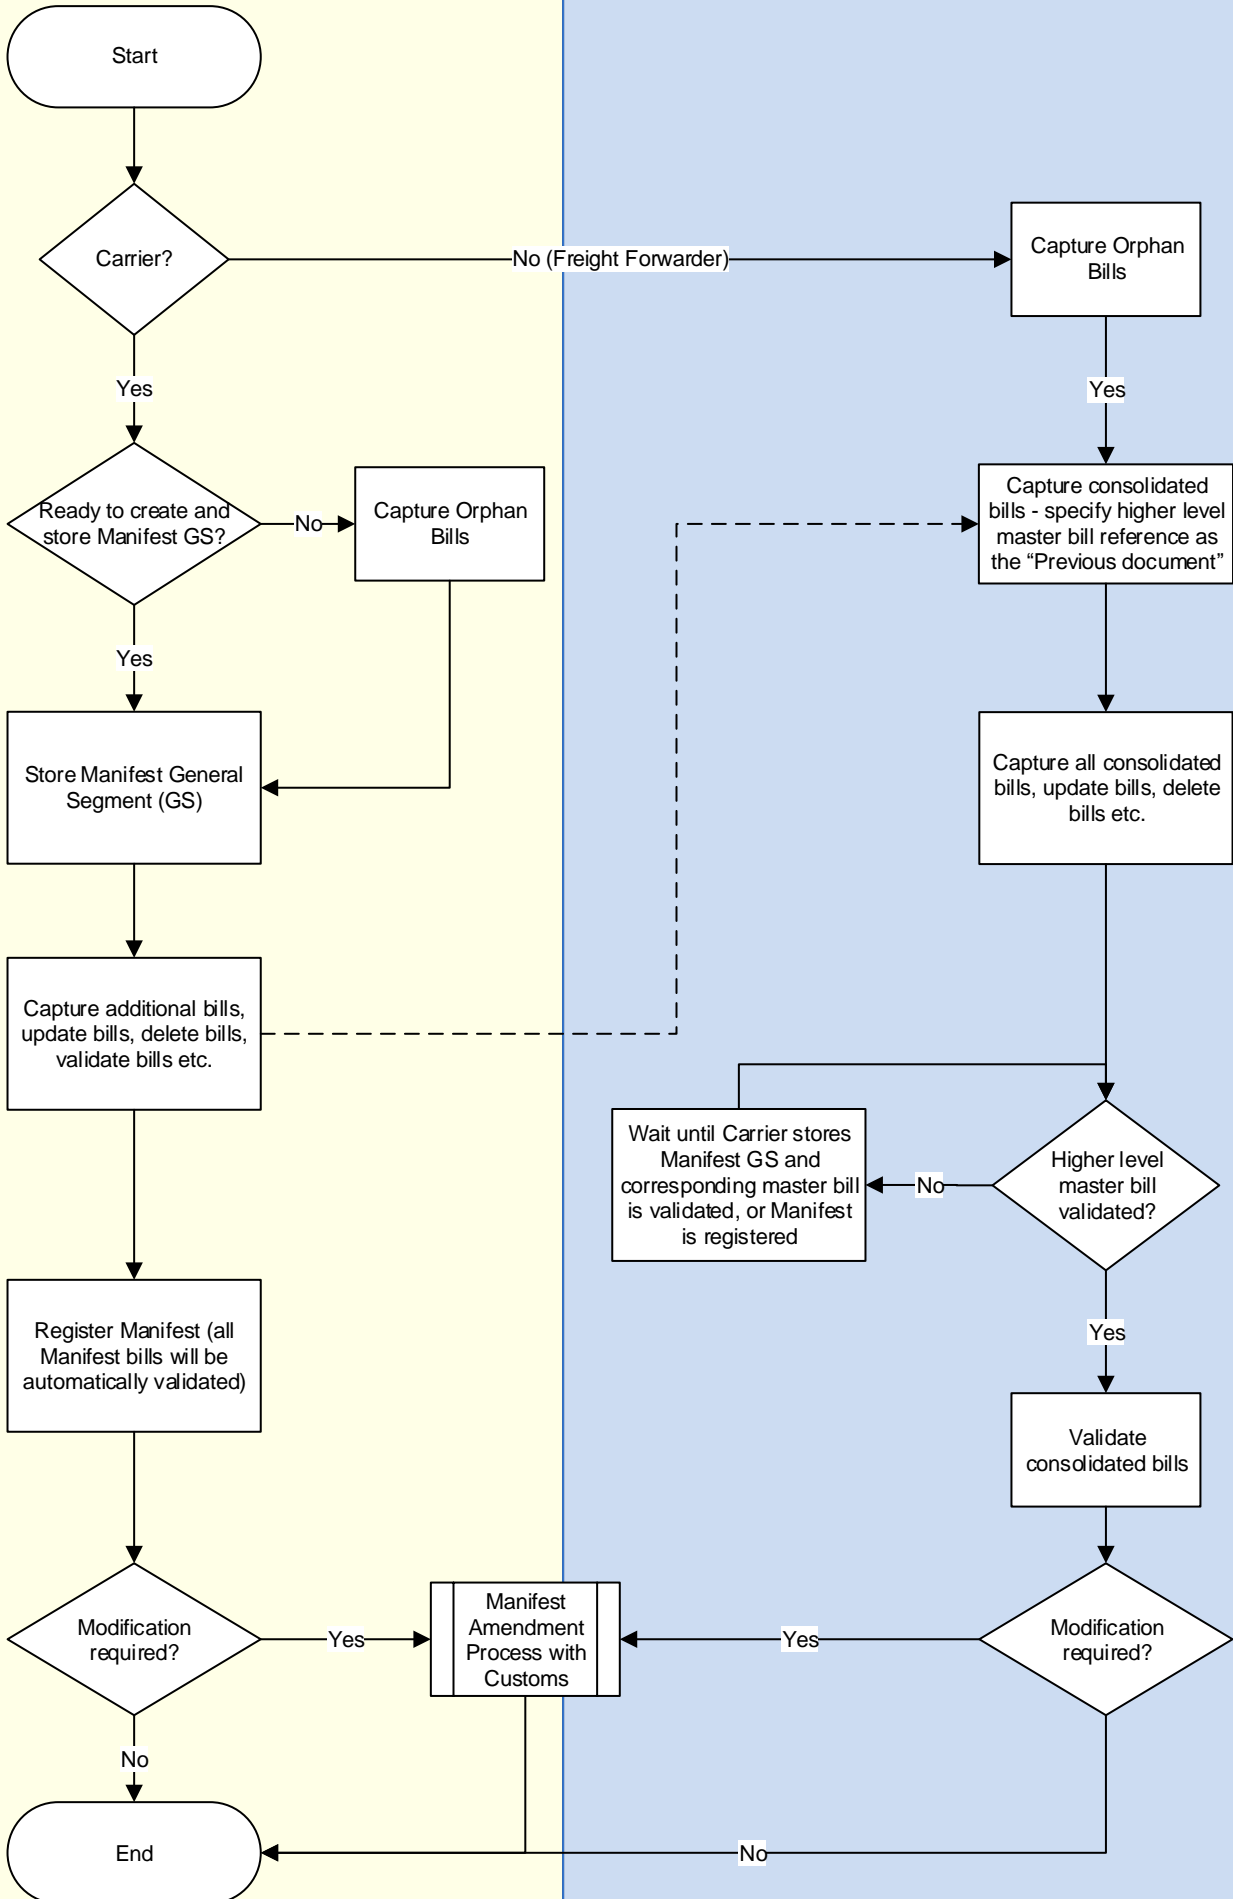 Start
Carrier?
No (Freight Forwarder)
Capture Orphan
Bills
Yes
Yes
Ready to create and
store Manifest GS?
No
Capture Orphan
Bills
Capture consolidated
bills - specify higher level
master bill reference as
the “Previous document”
Yes
Store Manifest General
Segment (GS)
Capture all consolidated
bills, update bills, delete
bills etc.
Capture additional bills,
update bills, delete bills,
validate bills etc.
Wait until Carrier stores
Manifest GS and
corresponding master bill
is validated, or Manifest
is registered
No
Higher level
master bill
validated?
Register Manifest (all
Manifest bills will be
automatically validated)
Yes
Validate
consolidated bills
Modification
required?
Yes
Manifest
Amendment
Process with
Customs
Yes
Modification
required?
No
End
No